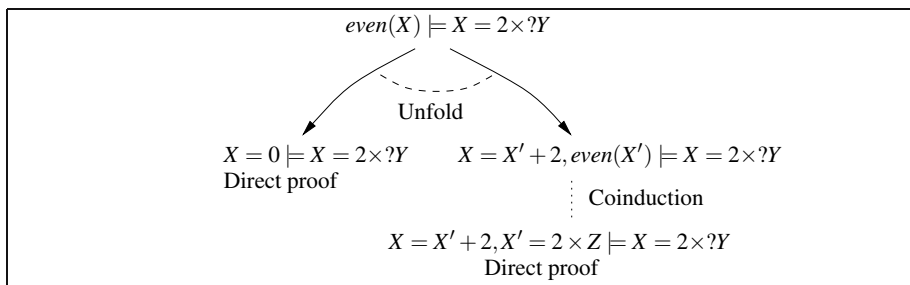 even(X) ⊨ X = 2×?Y
Unfold
X = 0 ⊨ X = 2×?Y
X = X′ + 2, even(X′) ⊨ X = 2×?Y
Direct proof
Coinduction
X = X′ + 2, X′ = 2 × Z ⊨ X = 2×?Y
Direct proof